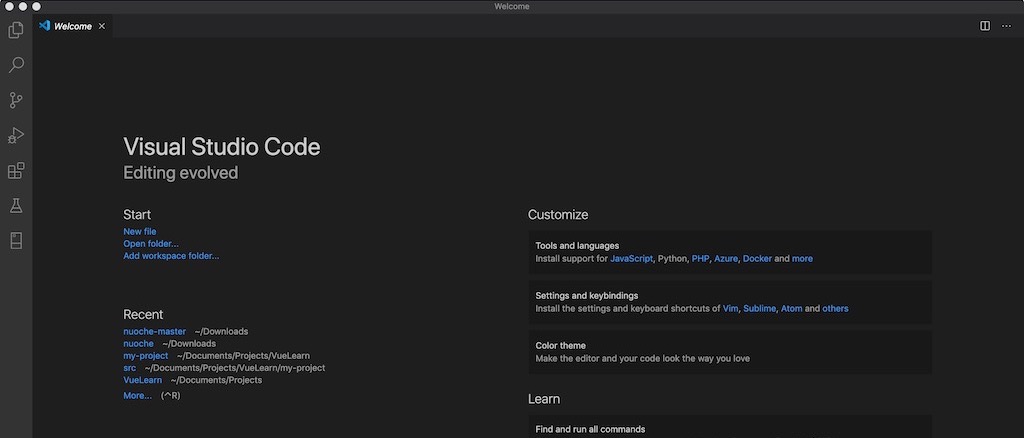 Welcome
Welcome
Visual Studio Code
Editing evolved
Start
New file
Open folder...
Add workspace folder...
Recent
nuoche-master ~/Downloads
nuoche ~/Downloads
my-project ~/Documents/Projects/VueLearn
src ~/Documents/Projects/VueLearn/my-project
VueLearn ~/Documents/Projects
More... (^R)
Customize
Tools and languages
Install support for JavaScript, Python, PHP, Azure, Docker and more
Settings and keybindings
Install the settings and keyboard shortcuts of Vim, Sublime, Atom and others
Color theme
Make the editor and your code look the way you love
Learn
Find and run all commands